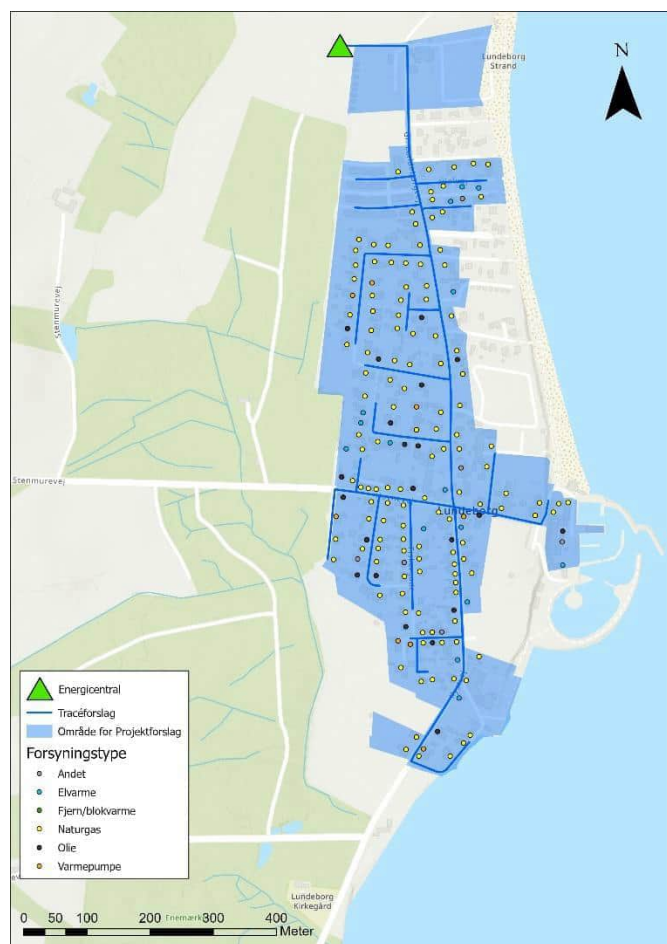 Lundeborg
Strand
N
Stenmurevej
Stenmurevej
Lundeborg
Energicentral
Tracéforslag
Område for Projektforslag
Forsyningstype
Andet
Elvarme
Fjern/blokvarme
Naturgas
Olie
Varmepumpe
Lundeborg
Kirkegård
0 50 100 200 300 400
Meter